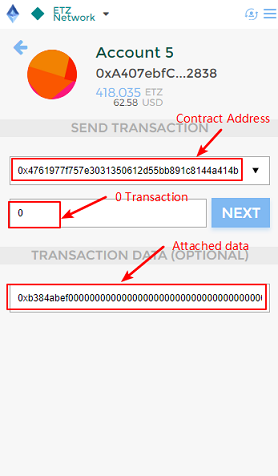 ETZ
Network
Account 5
0xA407ebfC...2838
418.035 ETZ
62.58 USD
SEND TRANSACTION
Contract Address
0x4761977f757e3031350612d55bb891c8144a414b
0 Transaction
0
NEXT
Attached data
TRANSACTION DATA (OPTIONAL)
0xb384abef00000000000000000000000000000000000